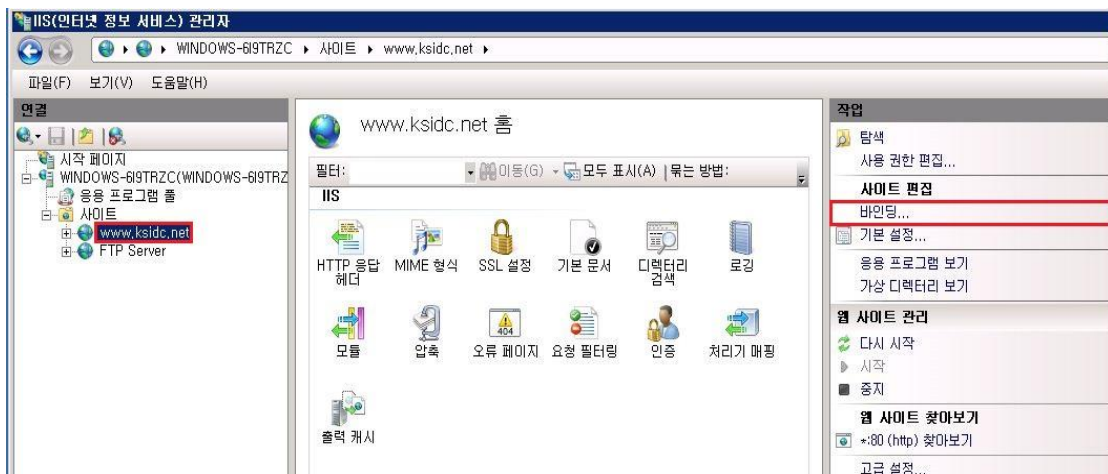 IIS(인터넷 정보 서비스) 관리자
WINDOWS-6I9TRZC ▸ 사이트 ▸ www.ksidc.net ▸
파일(F) 보기(V) 도움말(H)
연결
시작 페이지
WINDOWS-6I9TRZC(WINDOWS-6I9TRZ
응용 프로그램 풀
사이트
www.ksidc.net
FTP Server
www.ksidc.net 홈
필터: 이동(G) 모두 표시(A) | 묶는 방법:
IIS
HTTP 응답 헤더
MIME 형식
SSL 설정
기본 문서
디렉터리 검색
로깅
모듈
압축
404
오류 페이지
요청 필터링
인증
처리기 매핑
출력 캐시
작업
탐색
사용 권한 편집...
사이트 편집
바인딩...
기본 설정...
응용 프로그램 보기
가상 디렉터리 보기
웹 사이트 관리
다시 시작
시작
중지
웹 사이트 찾아보기
*:80 (http) 찾아보기
고급 설정...